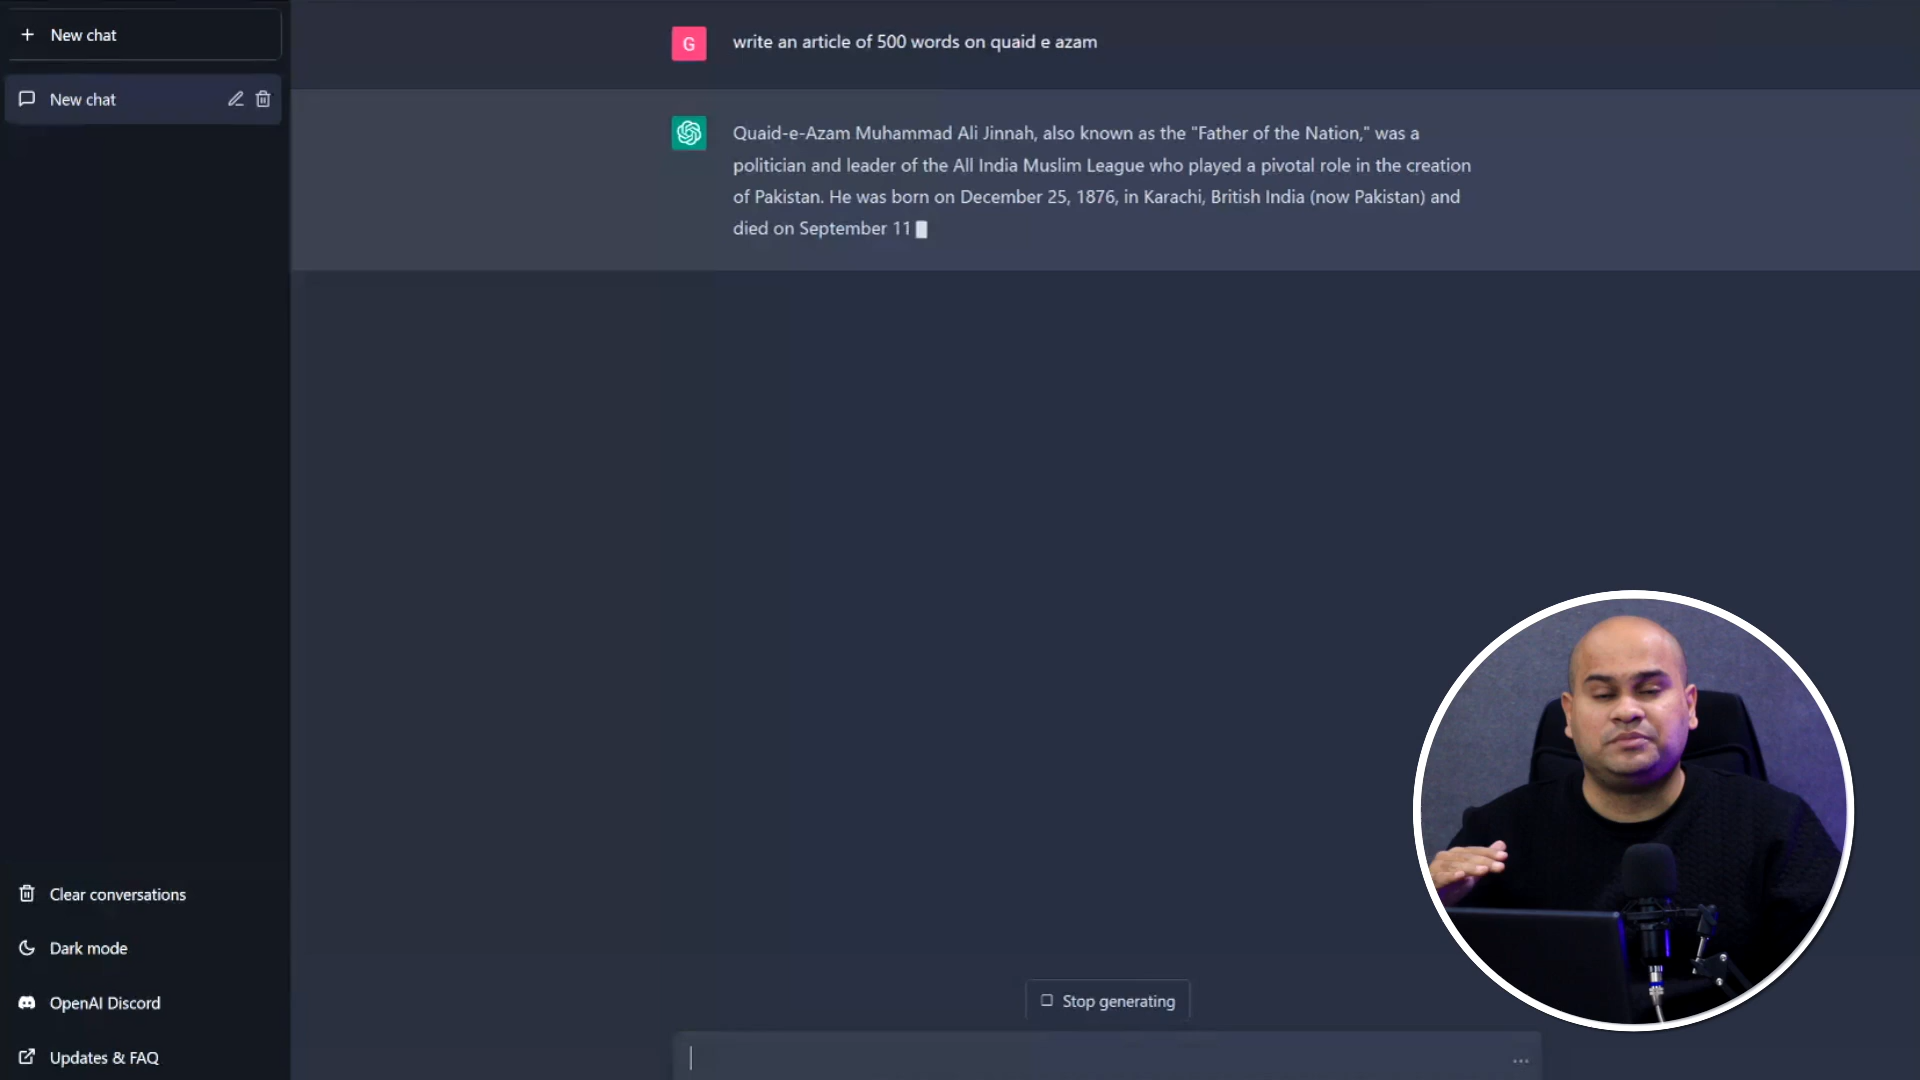 New chat
New chat
Clear conversations
Dark mode
OpenAI Discord
Updates & FAQ
G
write an article of 500 words on quaid e azam
Quaid-e-Azam Muhammad Ali Jinnah, also known as the "Father of the Nation," was a
politician and leader of the All India Muslim League who played a pivotal role in the creation
of Pakistan. He was born on December 25, 1876, in Karachi, British India (now Pakistan) and
died on September 11
Stop generating